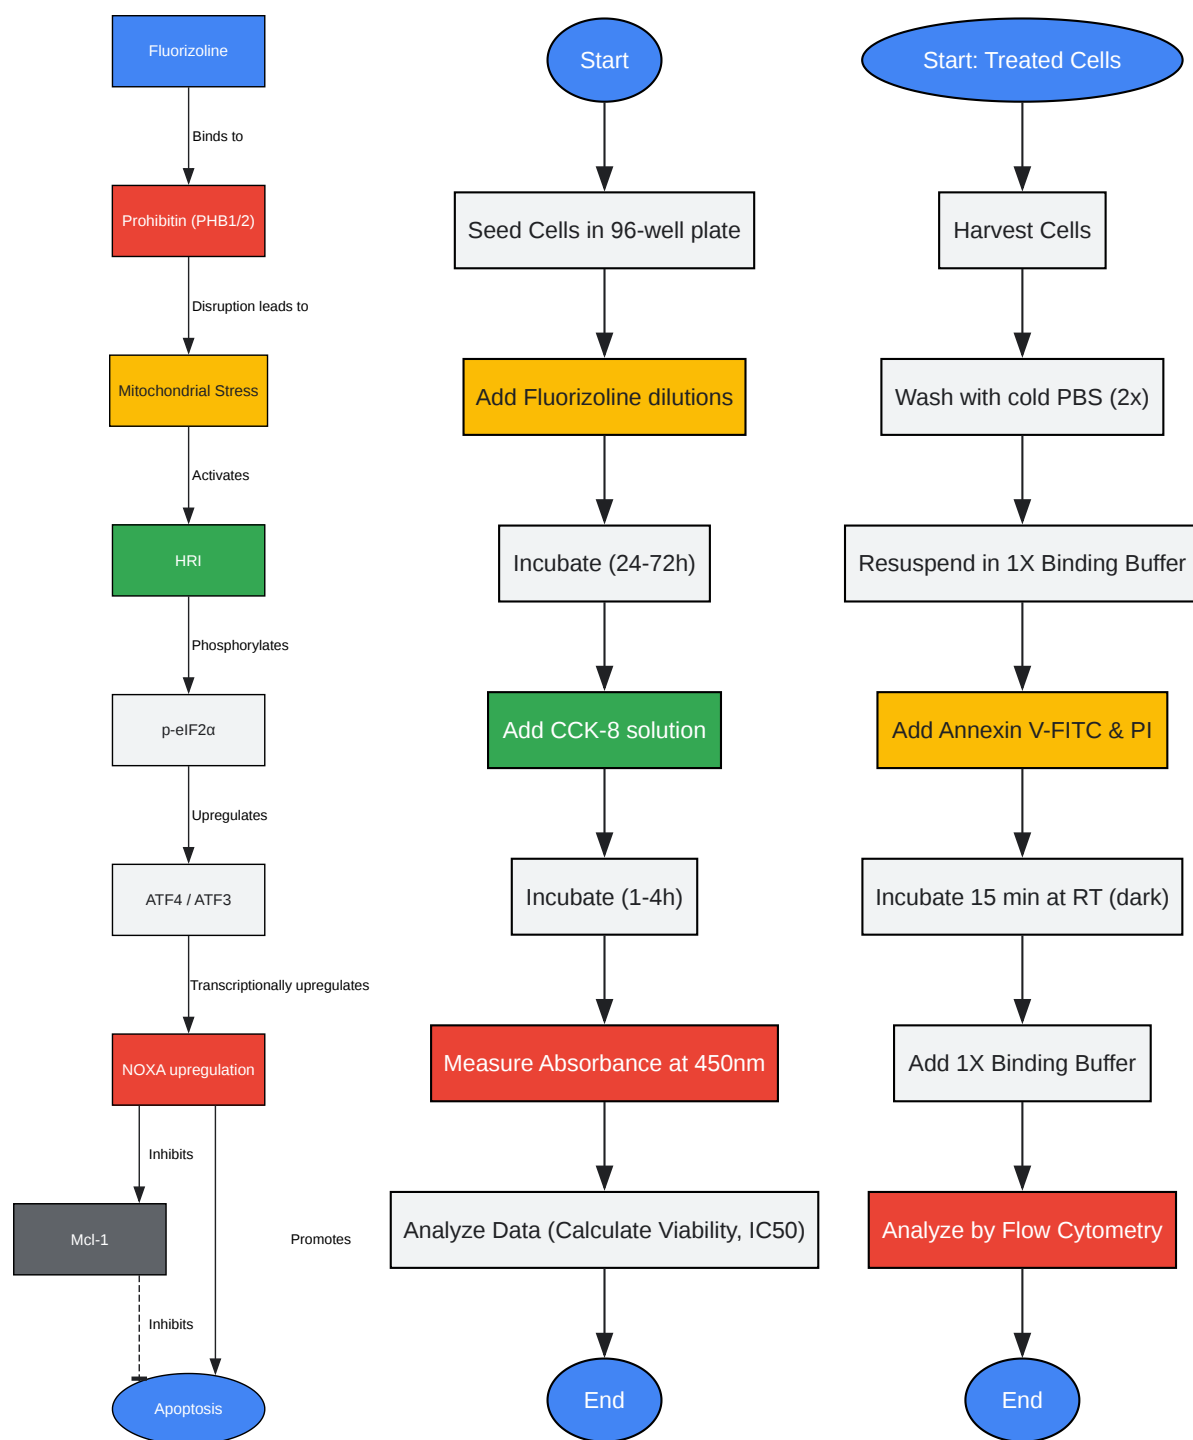 Fluorizoline
Binds to
Prohibitin (PHB1/2)
Disruption leads to
Mitochondrial Stress
Activates
HRI
Phosphorylates
p-eIF2α
Upregulates
ATF4 / ATF3
Transcriptionally upregulates
NOXA upregulation
Inhibits
Mcl-1
Promotes
Inhibits
Apoptosis
Start
Seed Cells in 96-well plate
Add Fluorizoline dilutions
Incubate (24-72h)
Add CCK-8 solution
Incubate (1-4h)
Measure Absorbance at 450nm
Analyze Data (Calculate Viability, IC50)
End
Start: Treated Cells
Harvest Cells
Wash with cold PBS (2x)
Resuspend in 1X Binding Buffer
Add Annexin V-FITC & PI
Incubate 15 min at RT (dark)
Add 1X Binding Buffer
Analyze by Flow Cytometry
End